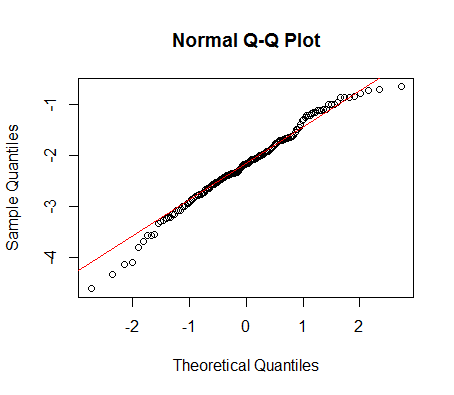 Normal Q-Q Plot
Sample Quantiles
-1
-2
-3
-4
-2 -1 0 1 2
Theoretical Quantiles